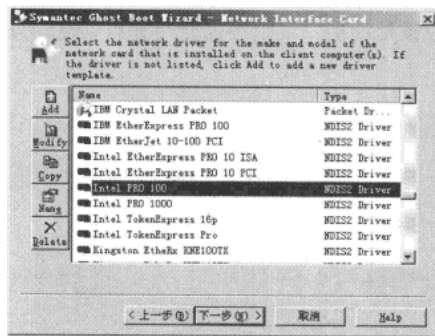 Symantec Ghost Boot Wizard - Network Interface Card
Select the network driver for the make and model of the
network card that is installed on the client computer(s). If
the driver is not listed, click Add to add a new driver
template.
Add
Modify
Copy
Name
Delete
Name Type
IBM Crystal LAN Packet Packet Dr...
IBM EtherExpress PRO 100 NDIS2 Driver
IBM EtherJet 10-100 PCI NDIS2 Driver
Intel EtherExpress PRO 10 ISA NDIS2 Driver
Intel EtherExpress PRO 10 PCI NDIS2 Driver
Intel PRO 100 NDIS2 Driver
Intel PRO 1000 NDIS2 Driver
Intel TokenExpress 16p NDIS2 Driver
Intel TokenExpress Pro NDIS2 Driver
Kingston EtheRx KNE100TX NDIS2 Driver
< 上一步(B) 下一步(N) > 取消 Help